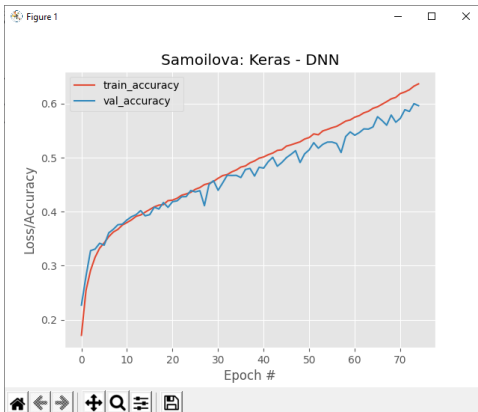 Figure 1
Samoilova: Keras - DNN
train_accuracy
val_accuracy
Loss/Accuracy
0.6
0.5
0.4
0.3
0.2
0 10 20 30 40 50 60 70
Epoch #